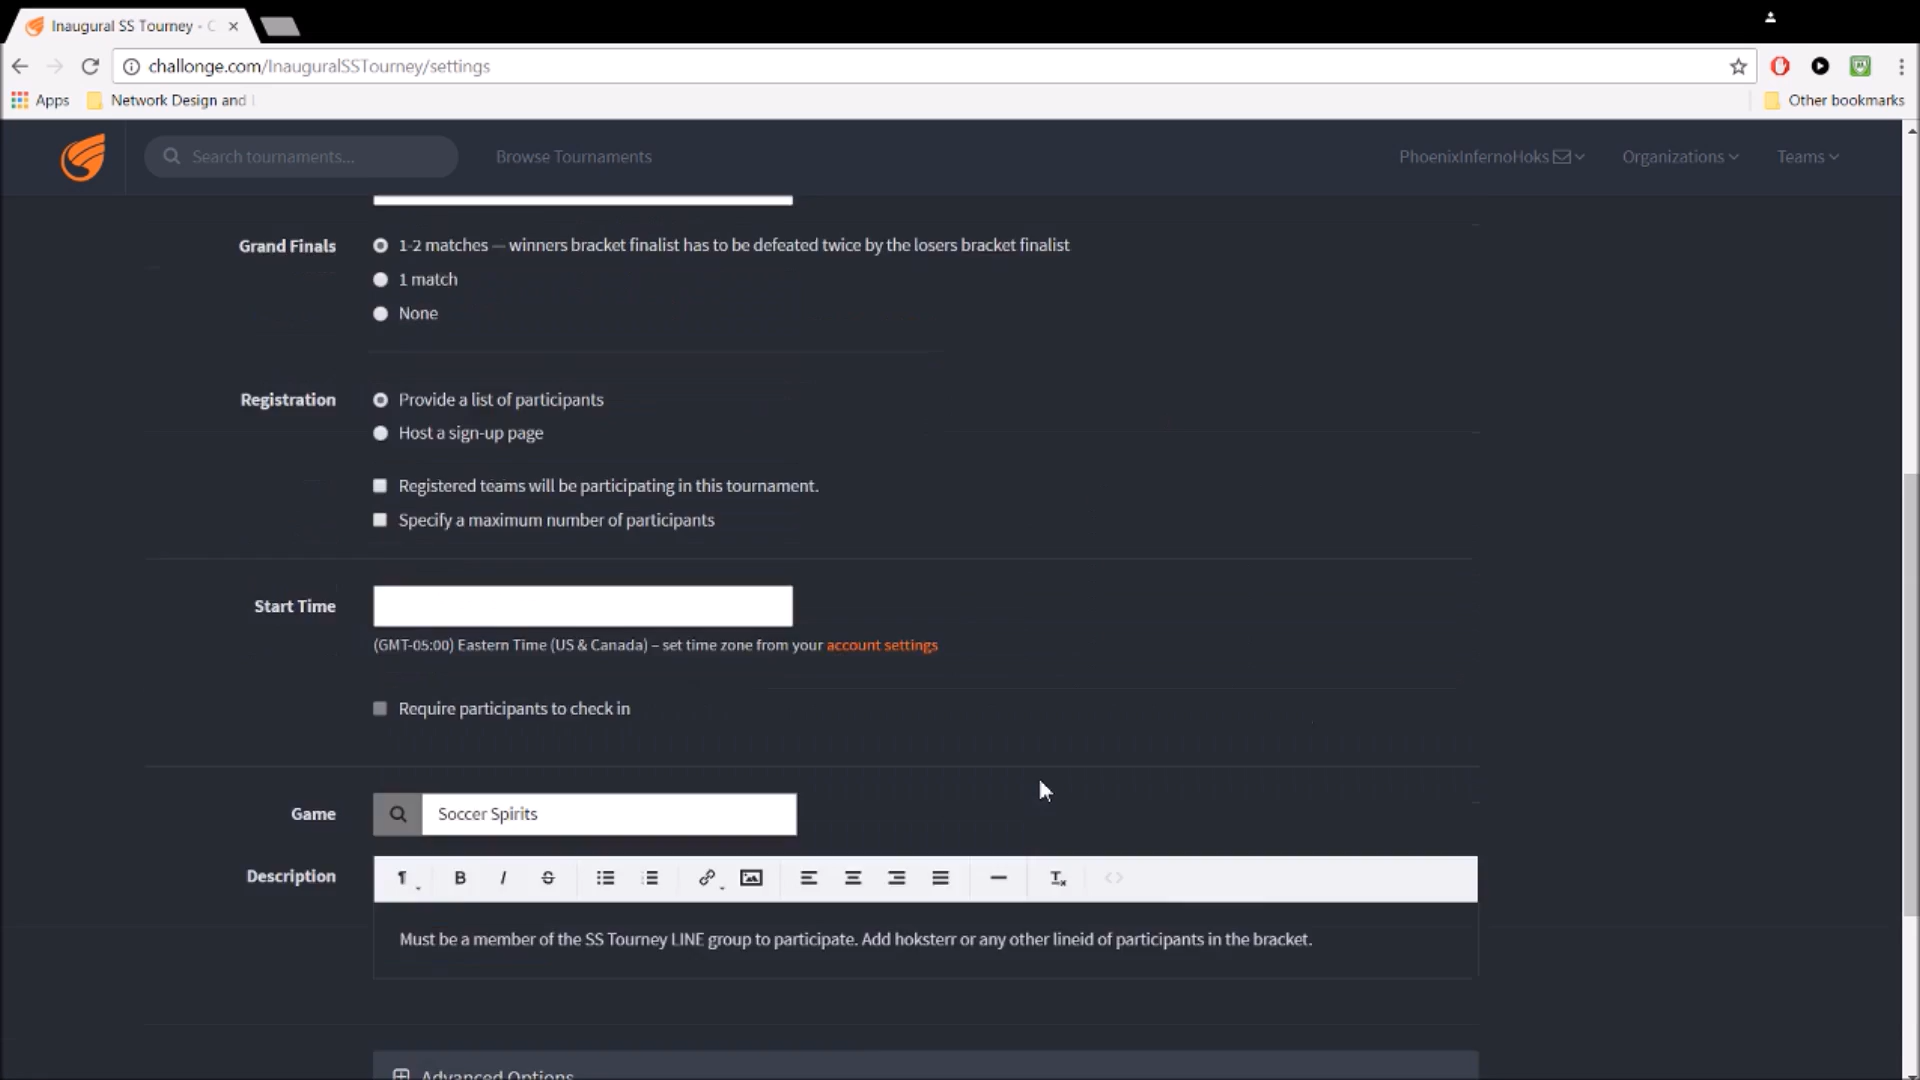 Inaugural SS Tourney - C
challonge.com/InauguralSSTourney/settings
Apps
Network Design and
Other bookmarks
Search tournaments...
Browse Tournaments
PhoenixInfernoHoks
Organizations
Teams
Grand Finals
1-2 matches — winners bracket finalist has to be defeated twice by the losers bracket finalist
1 match
None
Registration
Provide a list of participants
Host a sign-up page
Registered teams will be participating in this tournament.
Specify a maximum number of participants
Start Time
(GMT-05:00) Eastern Time (US & Canada) – set time zone from your account settings
Require participants to check in
Game
Soccer Spirits
Description
Must be a member of the SS Tourney LINE group to participate. Add hoksterr or any other lineid of participants in the bracket.
Advanced Options